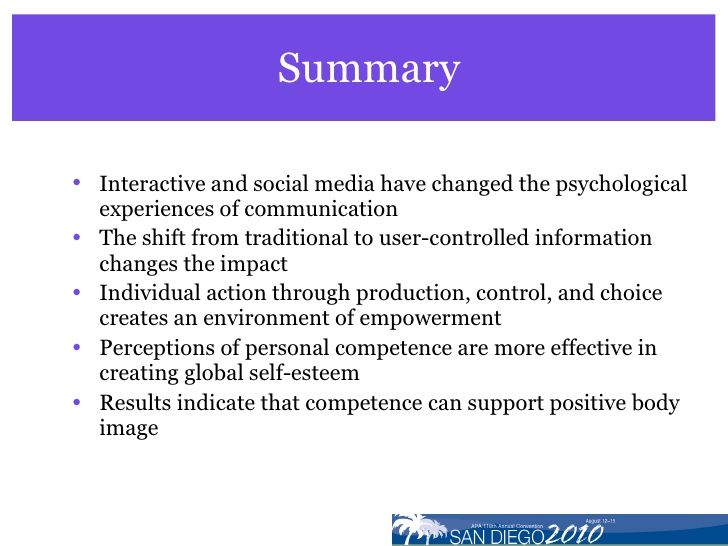 Summary
• Interactive and social media have changed the psychological
experiences of communication
• The shift from traditional to user-controlled information
changes the impact
• Individual action through production, control, and choice
creates an environment of empowerment
• Perceptions of personal competence are more effective in
creating global self-esteem
• Results indicate that competence can support positive body
image
August 12–15
APA 118th Annual Convention
SAN DIEGO 2010